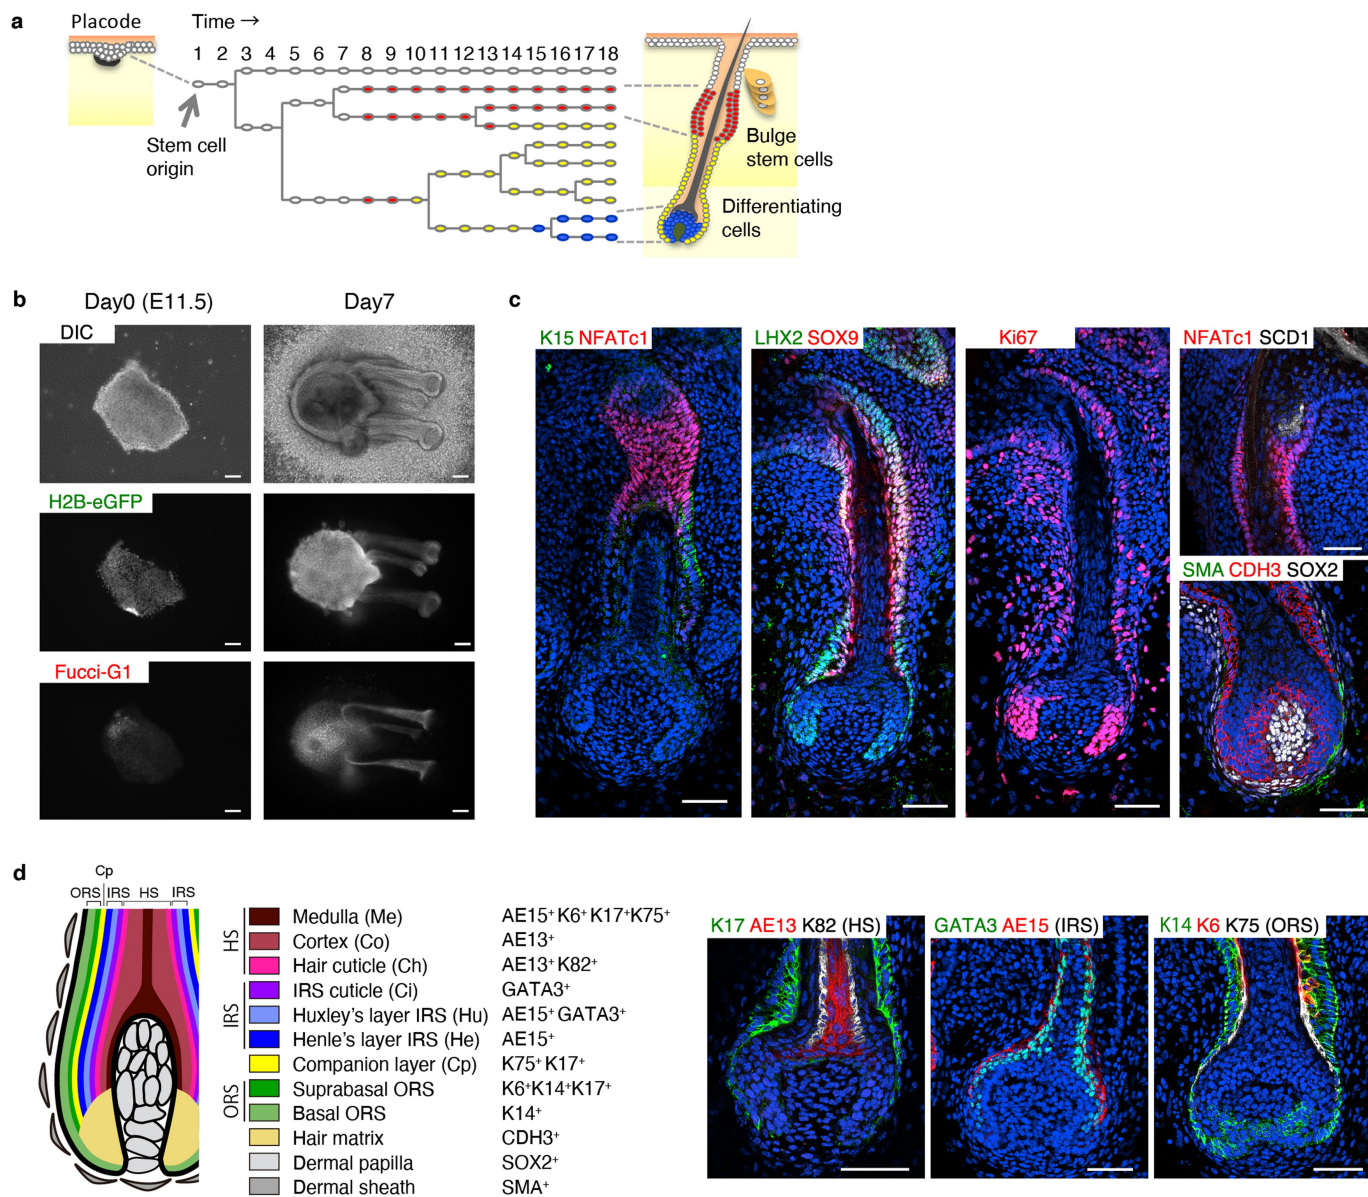 a
Placode
Time →
1 2 3 4 5 6 7 8 9 10 11 12 13 14 15 16 17 18
Stem cell
origin
Bulge
stem cells
Differentiating
cells
b
Day0 (E11.5)
Day7
DIC
H2B-eGFP
Fucci-G1
c
K15 NFATc1
LHX2 SOX9
Ki67
NFATc1 SCD1
SMA CDH3 SOX2
d
Cp
ORS IRS HS IRS
HS
Medulla (Me) AE15⁺K6⁺K17⁺K75⁺
Cortex (Co) AE13⁺
Hair cuticle (Ch) AE13⁺K82⁺
IRS
IRS cuticle (Ci) GATA3⁺
Huxley's layer IRS (Hu) AE15⁺GATA3⁺
Henle's layer IRS (He) AE15⁺
Companion layer (Cp) K75⁺K17⁺
ORS
Suprabasal ORS K6⁺K14⁺K17⁺
Basal ORS K14⁺
Hair matrix CDH3⁺
Dermal papilla SOX2⁺
Dermal sheath SMA⁺
K17 AE13 K82 (HS)
GATA3 AE15 (IRS)
K14 K6 K75 (ORS)